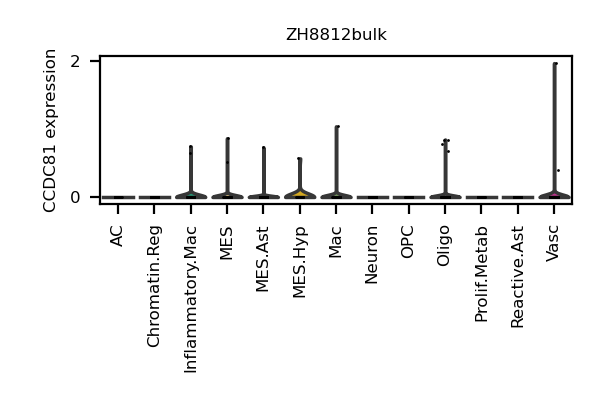 ZH8812bulk
CCDC81 expression
2
0
AC
Chromatin.Reg
Inflammatory.Mac
MES
MES.Ast
MES.Hyp
Mac
Neuron
OPC
Oligo
Prolif.Metab
Reactive.Ast
Vasc